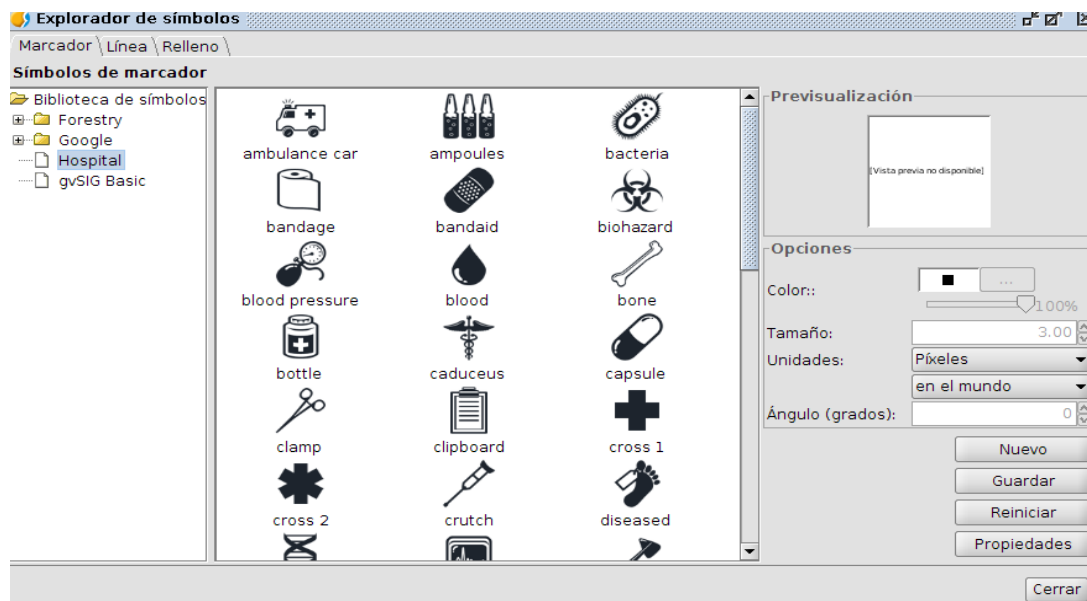 Explorador de símbolos
Marcador Línea Relleno
Símbolos de marcador
Biblioteca de símbolos
Forestry
Google
Hospital
gvSIG Basic
ambulance car ampoules bacteria
bandage bandaid biohazard
blood pressure blood bone
bottle caduceus capsule
clamp clipboard cross 1
cross 2 crutch diseased
Previsualización
[Vista previa no disponible]
Opciones
Color:: ...
100%
Tamaño: 3.00
Unidades: Píxeles
en el mundo
Ángulo (grados): 0
Nuevo
Guardar
Reiniciar
Propiedades
Cerrar